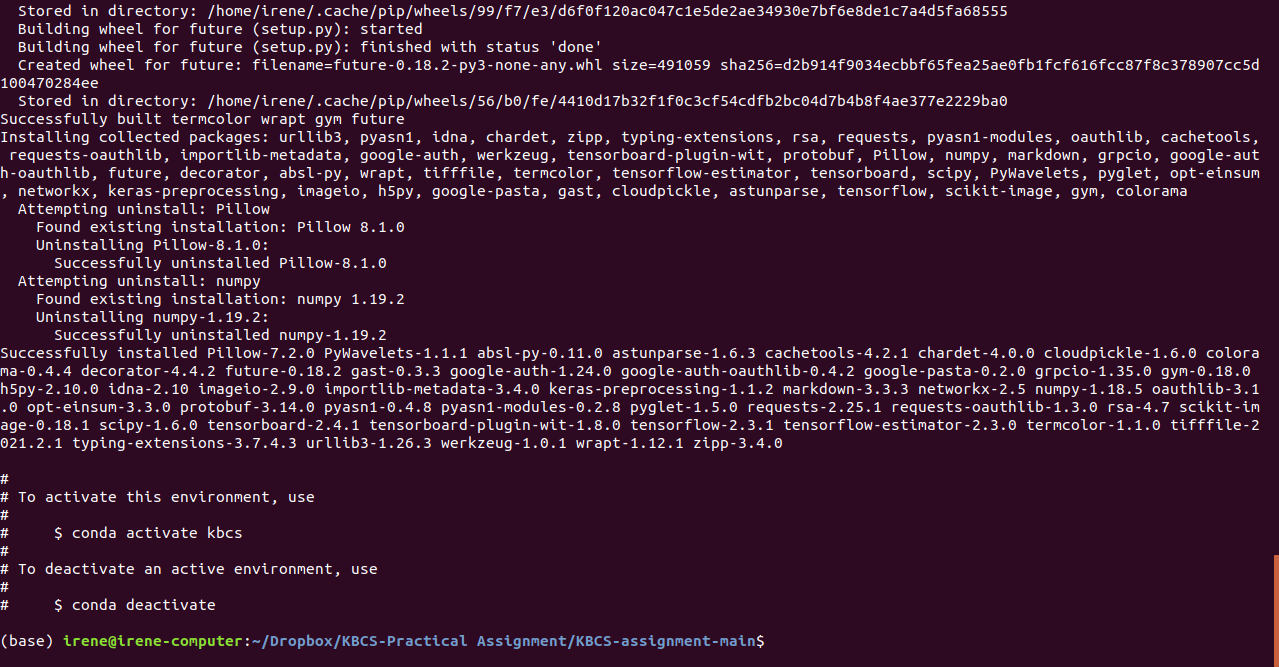 Stored in directory: /home/irene/.cache/pip/wheels/99/f7/e3/d6f0f120ac047c1e5de2ae34930e7bf6e8de1c7a4d5fa68555
  Building wheel for future (setup.py): started
  Building wheel for future (setup.py): finished with status 'done'
  Created wheel for future: filename=future-0.18.2-py3-none-any.whl size=491059 sha256=d2b914f9034ecbbf65fea25ae0fb1fcf616fcc87f8c378907cc5d
100470284ee
  Stored in directory: /home/irene/.cache/pip/wheels/56/b0/fe/4410d17b32f1f0c3cf54cdfb2bc04d7b4b8f4ae377e2229ba0
Successfully built termcolor wrapt gym future
Installing collected packages: urllib3, pyasn1, idna, chardet, zipp, typing-extensions, rsa, requests, pyasn1-modules, oauthlib, cachetools,
 requests-oauthlib, importlib-metadata, google-auth, werkzeug, tensorboard-plugin-wit, protobuf, Pillow, numpy, markdown, grpcio, google-aut
h-oauthlib, future, decorator, absl-py, wrapt, tifffile, termcolor, tensorflow-estimator, tensorboard, scipy, PyWavelets, pyglet, opt-einsum
, networkx, keras-preprocessing, imageio, h5py, google-pasta, gast, cloudpickle, astunparse, tensorflow, scikit-image, gym, colorama
  Attempting uninstall: Pillow
    Found existing installation: Pillow 8.1.0
    Uninstalling Pillow-8.1.0:
      Successfully uninstalled Pillow-8.1.0
  Attempting uninstall: numpy
    Found existing installation: numpy 1.19.2
    Uninstalling numpy-1.19.2:
      Successfully uninstalled numpy-1.19.2
Successfully installed Pillow-7.2.0 PyWavelets-1.1.1 absl-py-0.11.0 astunparse-1.6.3 cachetools-4.2.1 chardet-4.0.0 cloudpickle-1.6.0 colora
ma-0.4.4 decorator-4.4.2 future-0.18.2 gast-0.3.3 google-auth-1.24.0 google-auth-oauthlib-0.4.2 google-pasta-0.2.0 grpcio-1.35.0 gym-0.18.0
h5py-2.10.0 idna-2.10 imageio-2.9.0 importlib-metadata-3.4.0 keras-preprocessing-1.1.2 markdown-3.3.3 networkx-2.5 numpy-1.18.5 oauthlib-3.1
.0 opt-einsum-3.3.0 protobuf-3.14.0 pyasn1-0.4.8 pyasn1-modules-0.2.8 pyglet-1.5.0 requests-2.25.1 requests-oauthlib-1.3.0 rsa-4.7 scikit-im
age-0.18.1 scipy-1.6.0 tensorboard-2.4.1 tensorboard-plugin-wit-1.8.0 tensorflow-2.3.1 tensorflow-estimator-2.3.0 termcolor-1.1.0 tifffile-2
021.2.1 typing-extensions-3.7.4.3 urllib3-1.26.3 werkzeug-1.0.1 wrapt-1.12.1 zipp-3.4.0

#
# To activate this environment, use
#
#     $ conda activate kbcs
#
# To deactivate an active environment, use
#
#     $ conda deactivate

(base) irene@irene-computer:~/Dropbox/KBCS-Practical Assignment/KBCS-assignment-main$